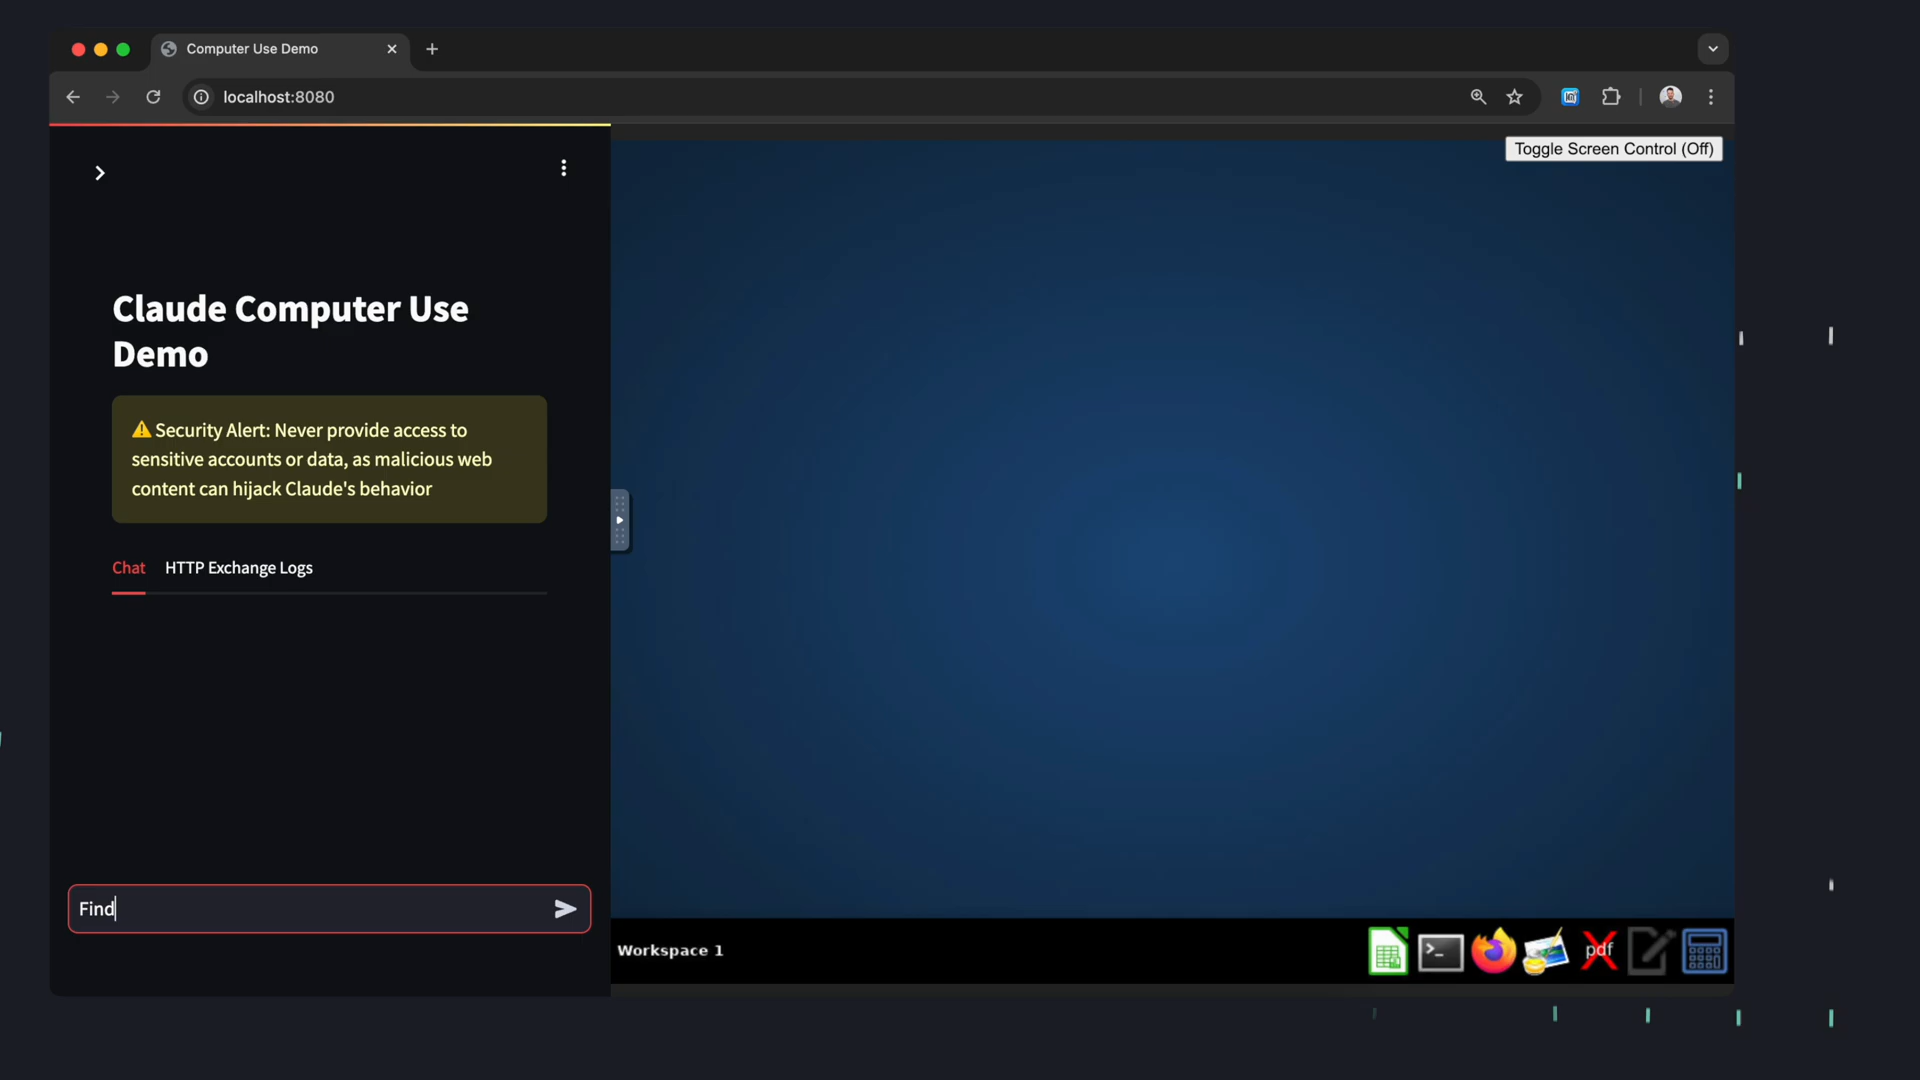 Computer Use Demo
localhost:8080
Toggle Screen Control (Off)
Claude Computer Use
Demo
Security Alert: Never provide access to
sensitive accounts or data, as malicious web
content can hijack Claude's behavior
Chat HTTP Exchange Logs
Find
Workspace 1
pdf